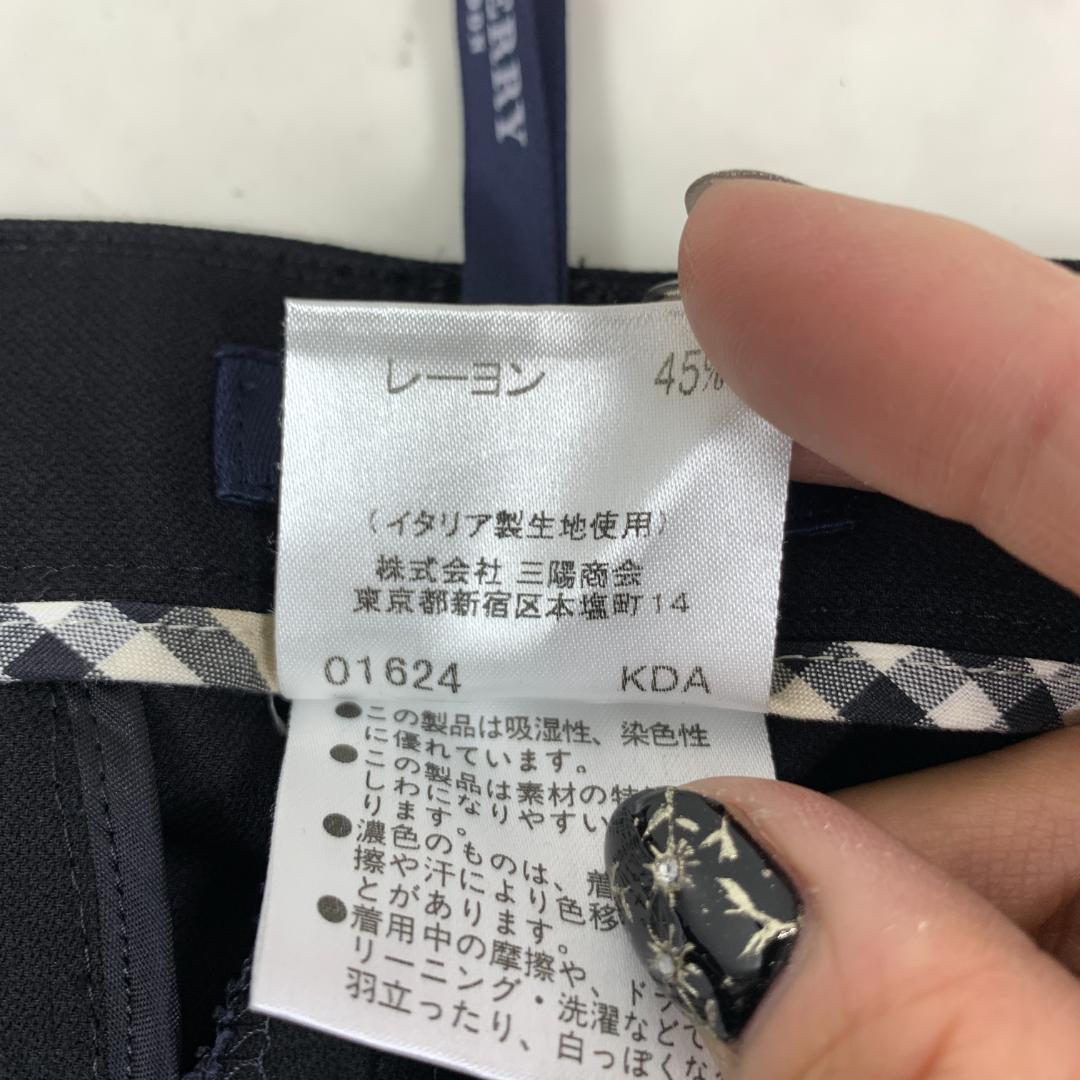 ERRY
レーヨン 45%
(イタリア製生地使用)
株式会社 三陽商会
東京都新宿区本塩町14
01624 KDA
●この製品は吸湿性、染色性
に優れています。
●この製品は素材の特
しわになりやすい
ります。
●濃色のものは、着
擦や汗により色移
とがあります。
●着用中の摩擦や、ドラ
リーニング・洗濯などで
羽立ったり、白っぽくな